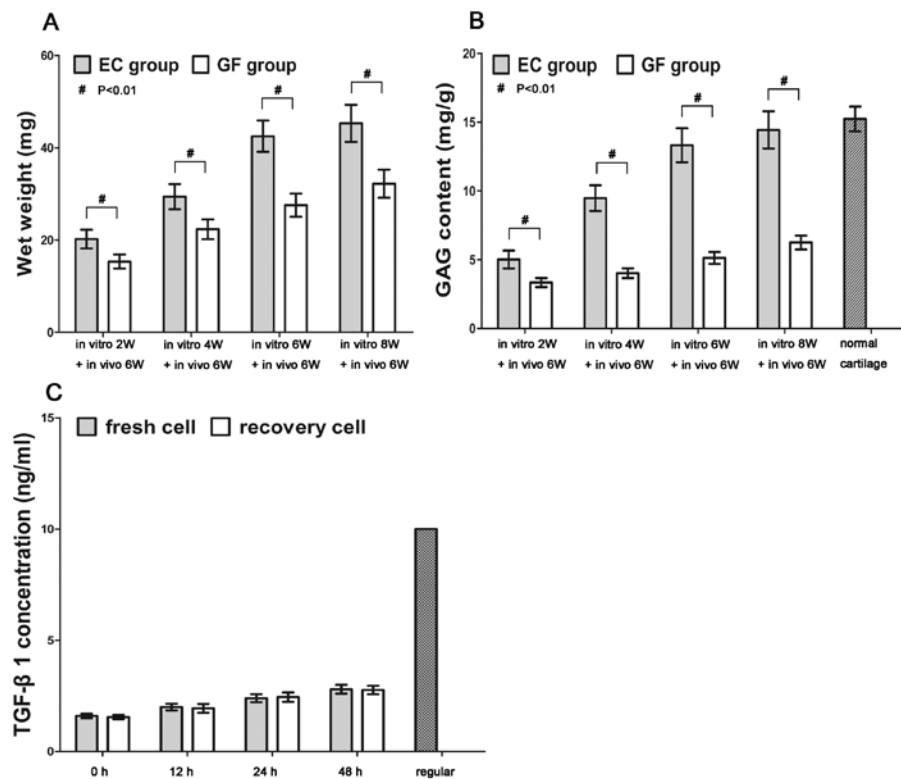 A
Wet weight (mg)
60
40
20
0
EC group GF group
# P<0.01
#
#
#
#
in vitro 2W in vitro 4W in vitro 6W in vitro 8W
+ in vivo 6W + in vivo 6W + in vivo 6W + in vivo 6W
B
GAG content (mg/g)
20
15
10
5
0
EC group GF group
# P<0.01
#
#
#
#
in vitro 2W in vitro 4W in vitro 6W in vitro 8W normal
+ in vivo 6W + in vivo 6W + in vivo 6W + in vivo 6W cartilage
C
TGF-β 1 concentration (ng/ml)
15
10
5
0
fresh cell recovery cell
0 h 12 h 24 h 48 h regular